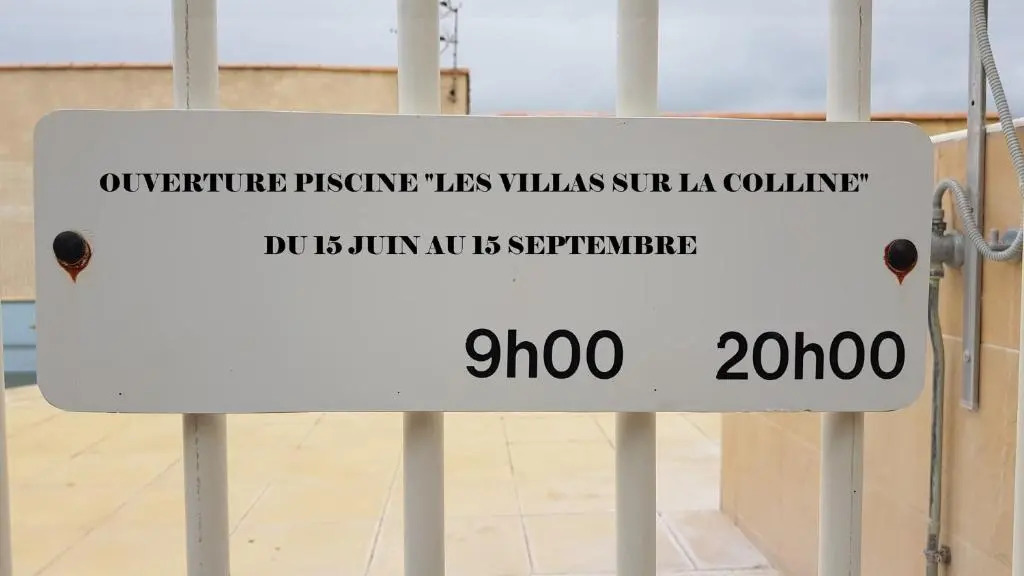 OUVERTURE PISCINE "LES VILLAS SUR LA COLLINE"
DU 15 JUIN AU 15 SEPTEMBRE
9h00 20h00